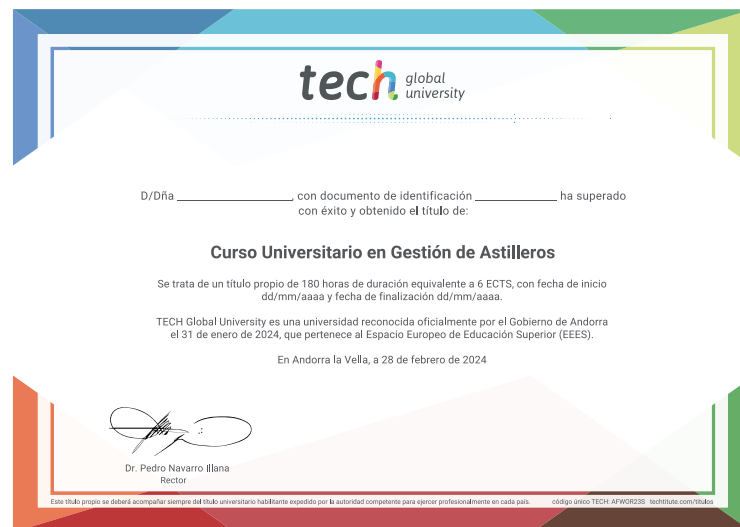 tech global university
D/Dña ____________________, con documento de identificación ______________ ha superado
con éxito y obtenido el título de:
Curso Universitario en Gestión de Astilleros
Se trata de un título propio de 180 horas de duración equivalente a 6 ECTS, con fecha de inicio
dd/mm/aaaa y fecha de finalización dd/mm/aaaa.
TECH Global University es una universidad reconocida oficialmente por el Gobierno de Andorra
el 31 de enero de 2024, que pertenece al Espacio Europeo de Educación Superior (EEES).
En Andorra la Vella, a 28 de febrero de 2024
Dr. Pedro Navarro Illana
Rector
Este título propio se deberá acompañar siempre del título universitario habilitante expedido por la autoridad competente para ejercer profesionalmente en cada país. código único TECH: AFWOR23S techtitute.com/titulos